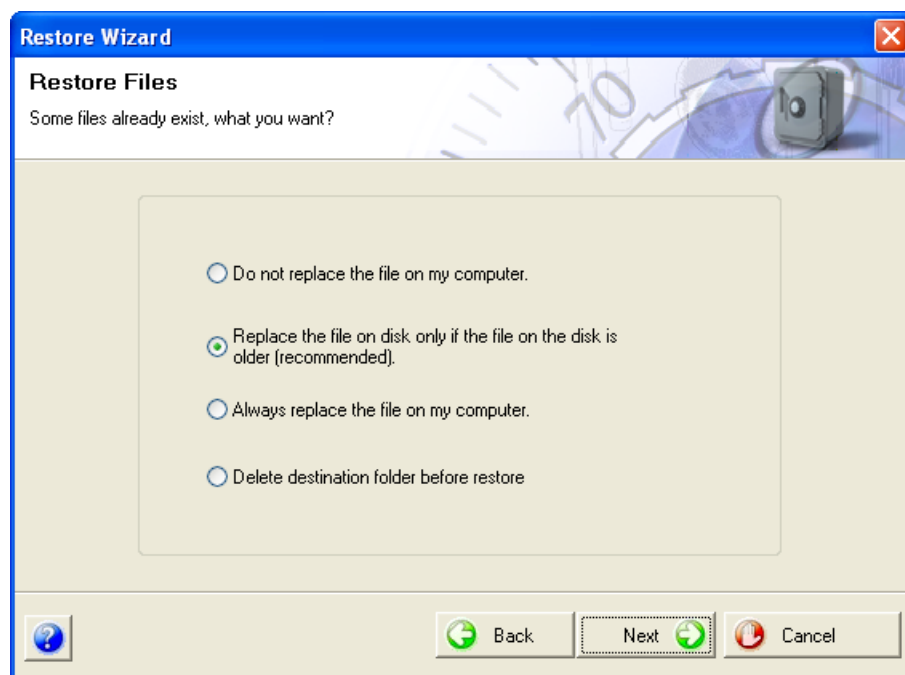 Restore Wizard
Restore Files
Some files already exist, what you want?
70
Do not replace the file on my computer.
Replace the file on disk only if the file on the disk is
older (recommended).
Always replace the file on my computer.
Delete destination folder before restore
?
Back
Next
Cancel